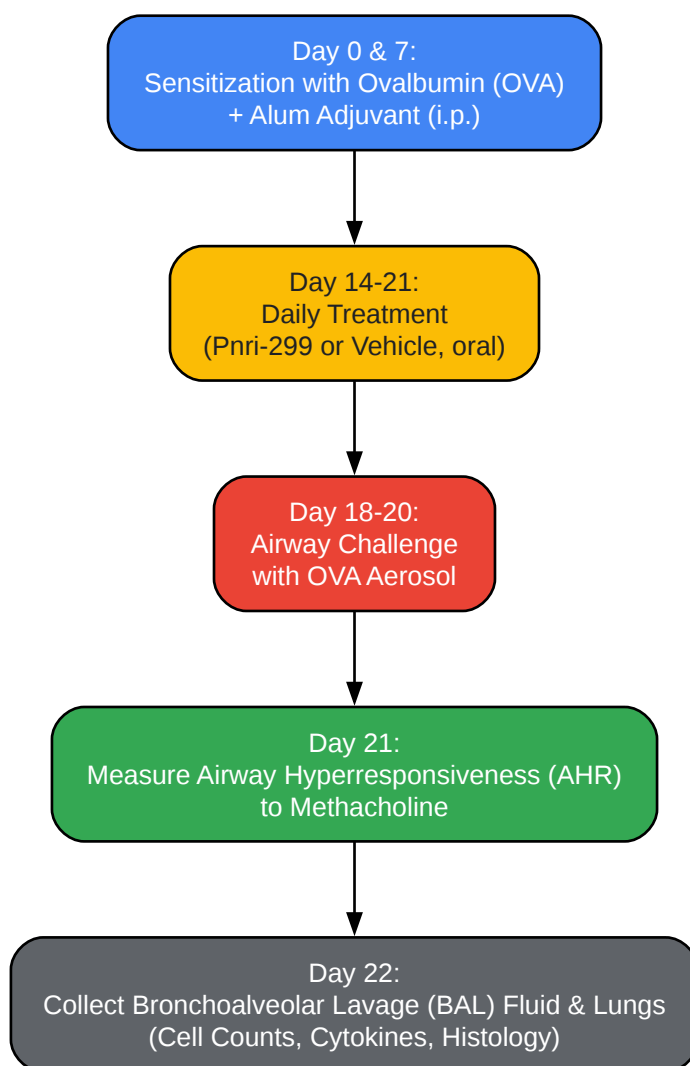 Day 0 & 7:
Sensitization with Ovalbumin (OVA)
+ Alum Adjuvant (i.p.)
Day 14-21:
Daily Treatment
(Pnri-299 or Vehicle, oral)
Day 18-20:
Airway Challenge
with OVA Aerosol
Day 21:
Measure Airway Hyperresponsiveness (AHR)
to Methacholine
Day 22:
Collect Bronchoalveolar Lavage (BAL) Fluid & Lungs
(Cell Counts, Cytokines, Histology)